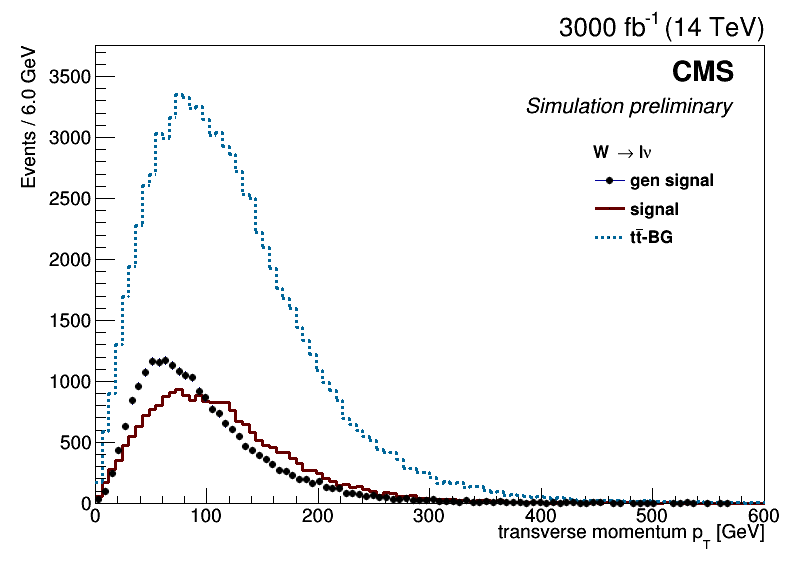 3000 fb⁻¹ (14 TeV)
CMS
Simulation preliminary
W → lν
gen signal
signal
tt̄-BG
Events / 6.0 GeV
3500
3000
2500
2000
1500
1000
500
0
0 100 200 300 400 500 600
transverse momentum p_T [GeV]